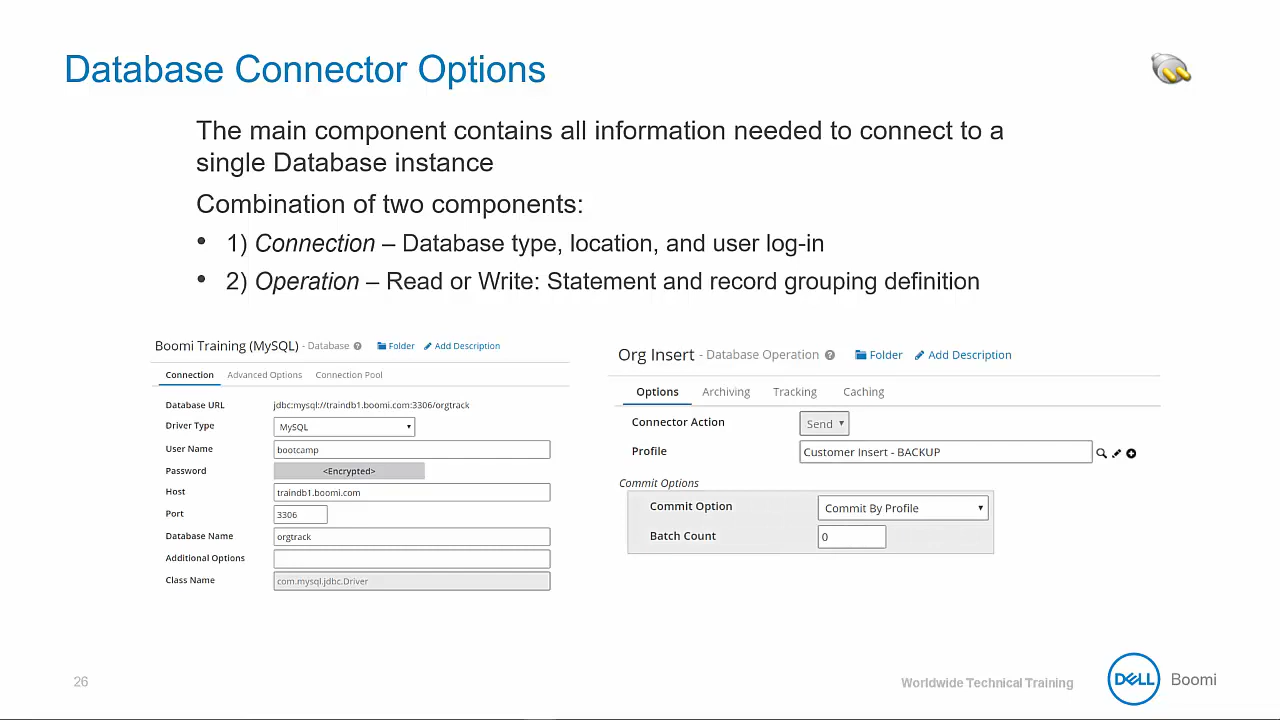 Database Connector Options
The main component contains all information needed to connect to a
single Database instance
Combination of two components:
• 1) Connection – Database type, location, and user log-in
• 2) Operation – Read or Write: Statement and record grouping definition
Boomi Training (MySQL) - Database ? Folder Add Description
Connection Advanced Options Connection Pool
Database URL jdbc:mysql://traindb1.boomi.com:3306/orgtrack
Driver Type MySQL
User Name bootcamp
Password <Encrypted>
Host traindb1.boomi.com
Port 3306
Database Name orgtrack
Additional Options
Class Name com.mysql.jdbc.Driver
Org Insert - Database Operation ? Folder Add Description
Options Archiving Tracking Caching
Connector Action Send
Profile Customer Insert - BACKUP
Commit Options
Commit Option Commit By Profile
Batch Count 0
26
Worldwide Technical Training
DELL Boomi